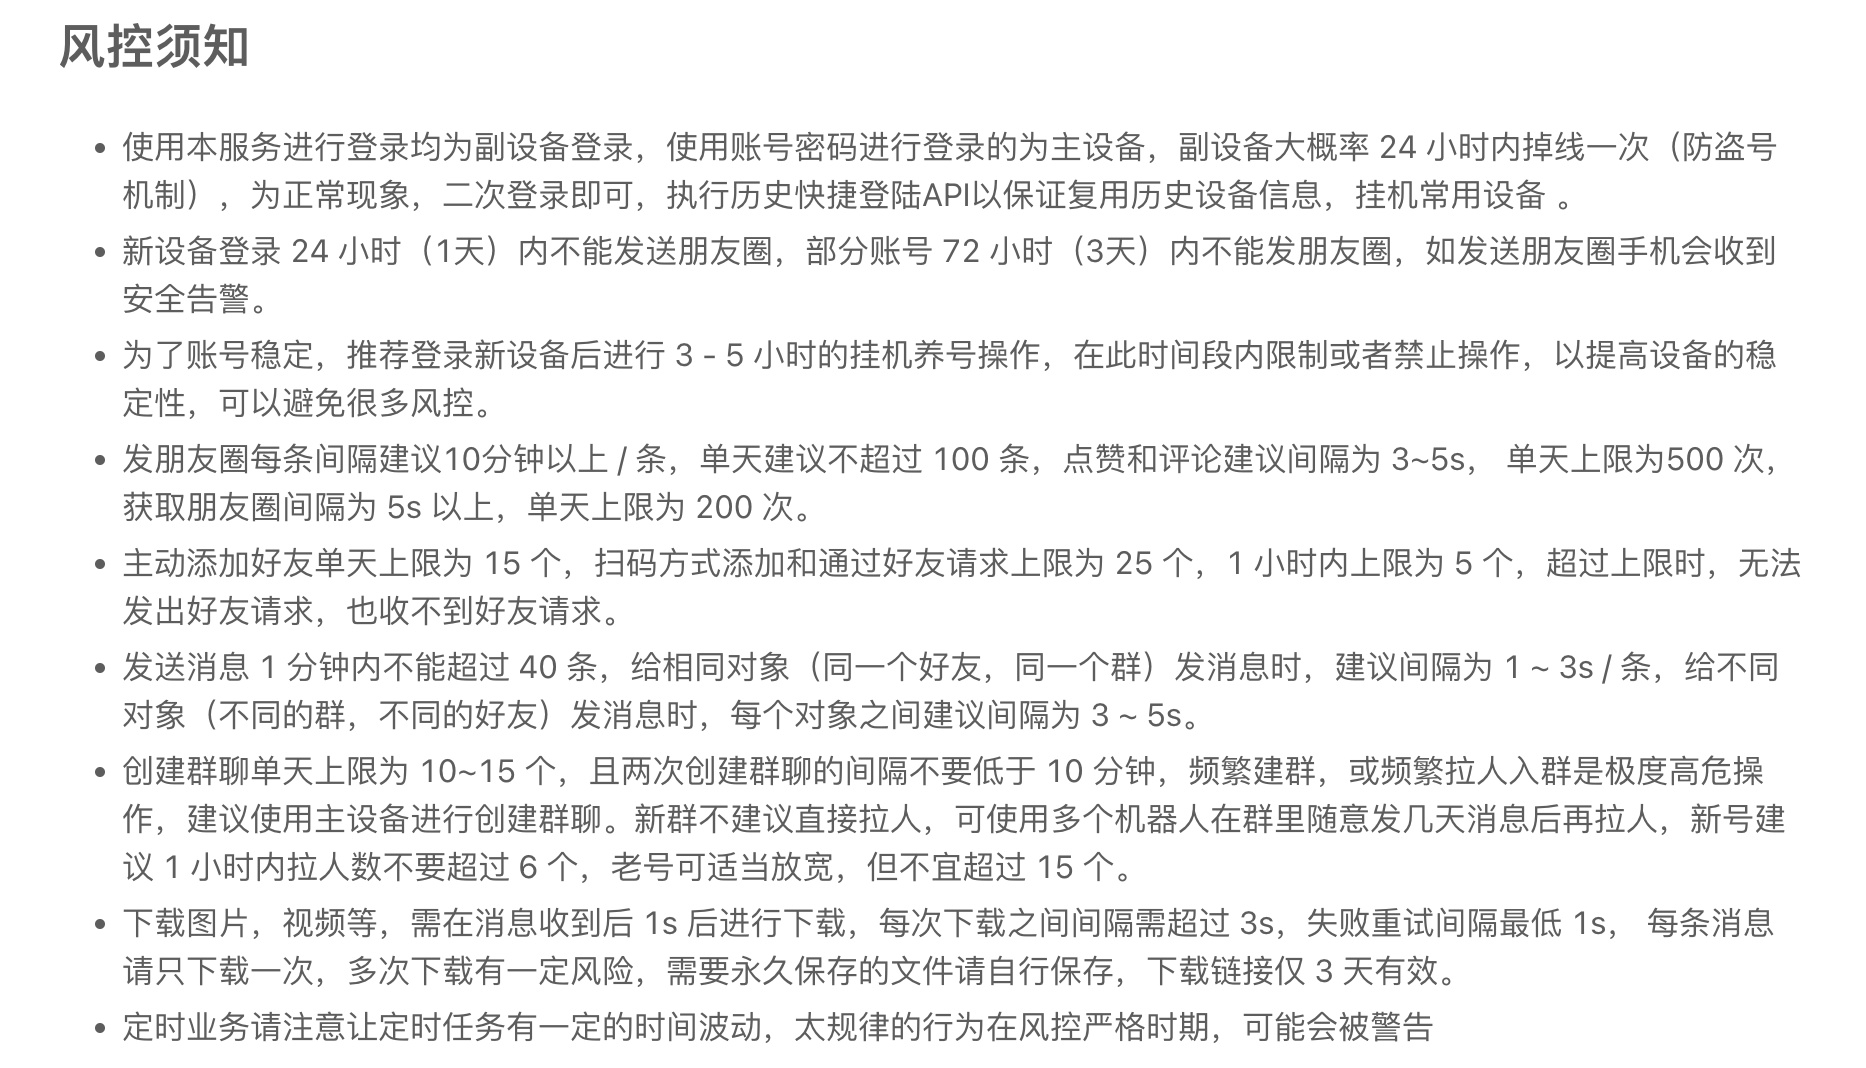 风控须知
使用本服务进行登录均为副设备登录，使用账号密码进行登录的为主设备，副设备大概率 24 小时内掉线一次（防盗号
机制），为正常现象，二次登录即可，执行历史快捷登陆API以保证复用历史设备信息，挂机常用设备 。
新设备登录 24 小时（1天）内不能发送朋友圈，部分账号 72 小时（3天）内不能发朋友圈，如发送朋友圈手机会收到
安全告警。
为了账号稳定，推荐登录新设备后进行 3 - 5 小时的挂机养号操作，在此时间段内限制或者禁止操作，以提高设备的稳
定性，可以避免很多风控。
发朋友圈每条间隔建议10分钟以上 / 条，单天建议不超过 100 条，点赞和评论建议间隔为 3~5s， 单天上限为500 次，
获取朋友圈间隔为 5s 以上，单天上限为 200 次。
主动添加好友单天上限为 15 个，扫码方式添加和通过好友请求上限为 25 个，1 小时内上限为 5 个，超过上限时，无法
发出好友请求，也收不到好友请求。
发送消息 1 分钟内不能超过 40 条，给相同对象（同一个好友，同一个群）发消息时，建议间隔为 1 ~ 3s / 条，给不同
对象（不同的群，不同的好友）发消息时，每个对象之间建议间隔为 3 ~ 5s。
创建群聊单天上限为 10~15 个，且两次创建群聊的间隔不要低于 10 分钟，频繁建群，或频繁拉人入群是极度高危操
作，建议使用主设备进行创建群聊。新群不建议直接拉人，可使用多个机器人在群里随意发几天消息后再拉人，新号建
议 1 小时内拉人数不要超过 6 个，老号可适当放宽，但不宜超过 15 个。
下载图片，视频等，需在消息收到后 1s 后进行下载，每次下载之间间隔需超过 3s，失败重试间隔最低 1s， 每条消息
请只下载一次，多次下载有一定风险，需要永久保存的文件请自行保存，下载链接仅 3 天有效。
定时业务请注意让定时任务有一定的时间波动，太规律的行为在风控严格时期，可能会被警告